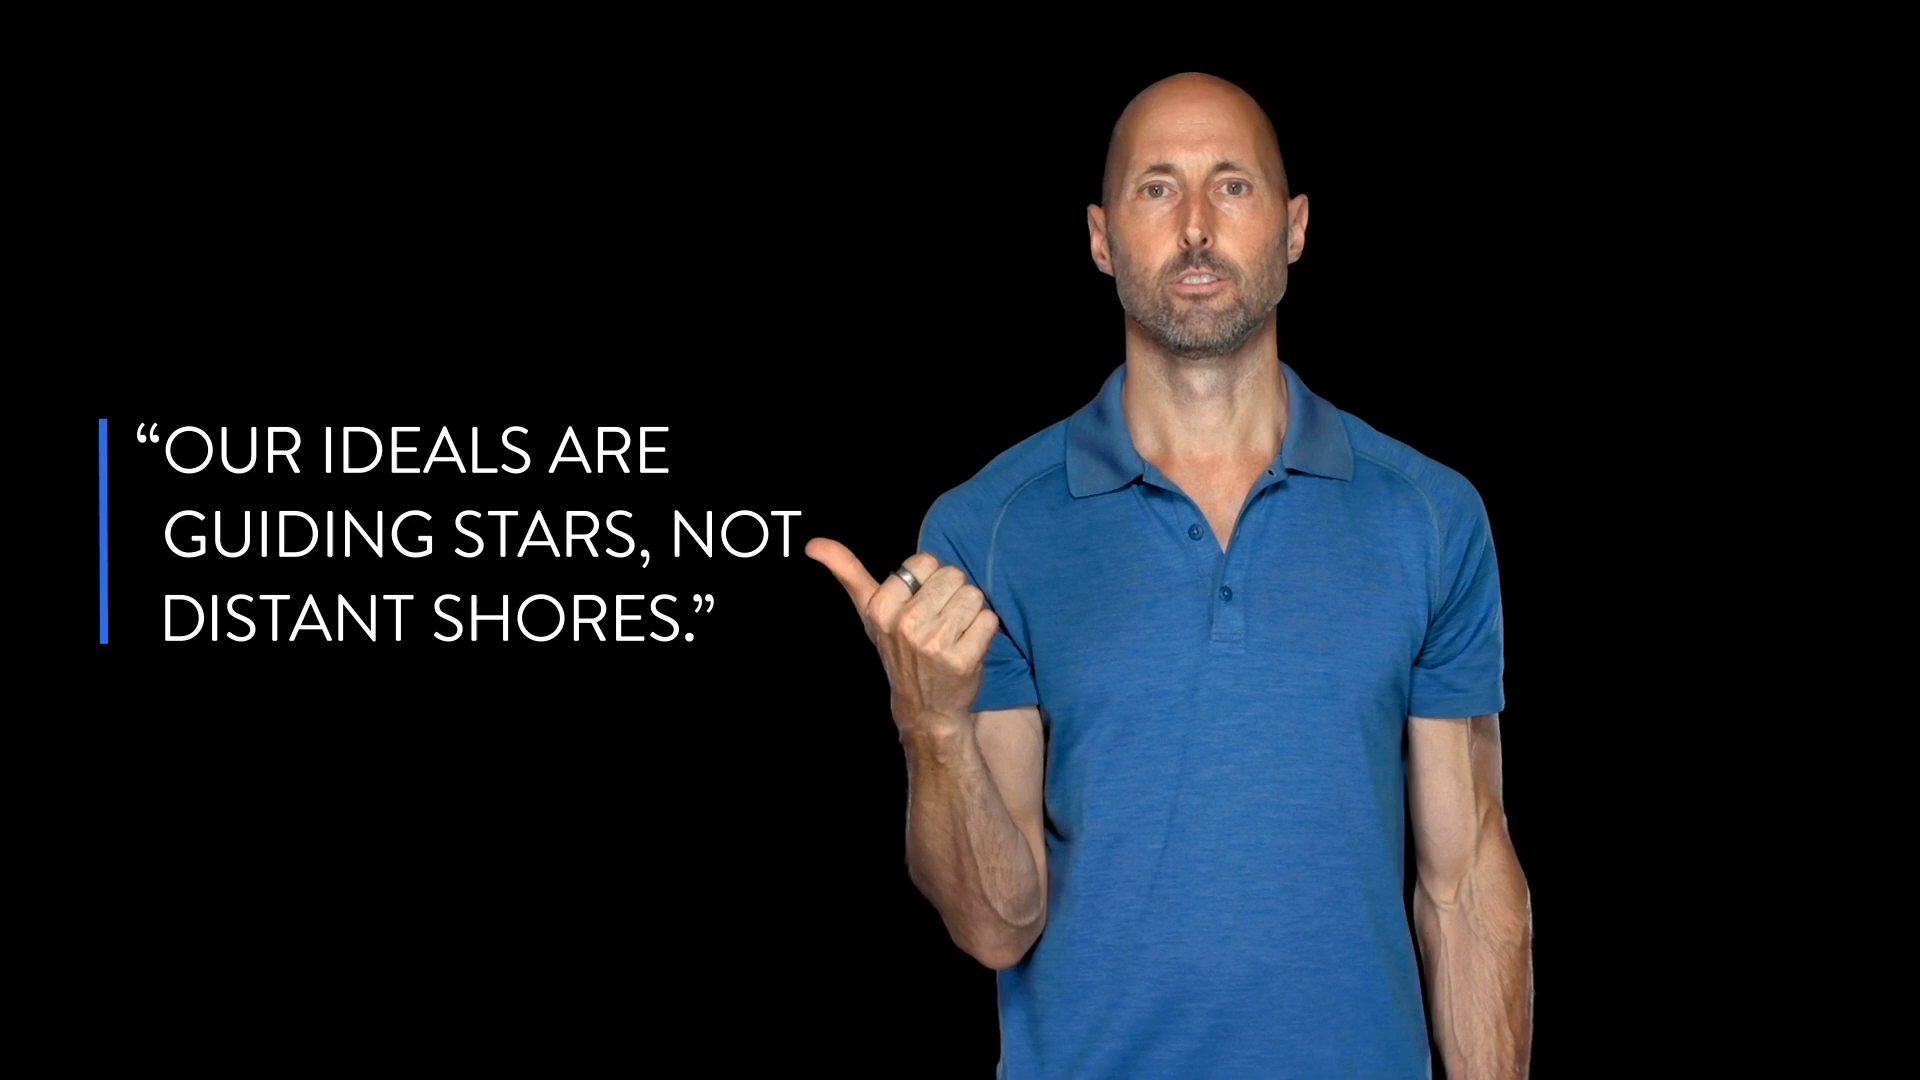 “OUR IDEALS ARE
GUIDING STARS, NOT
DISTANT SHORES.”